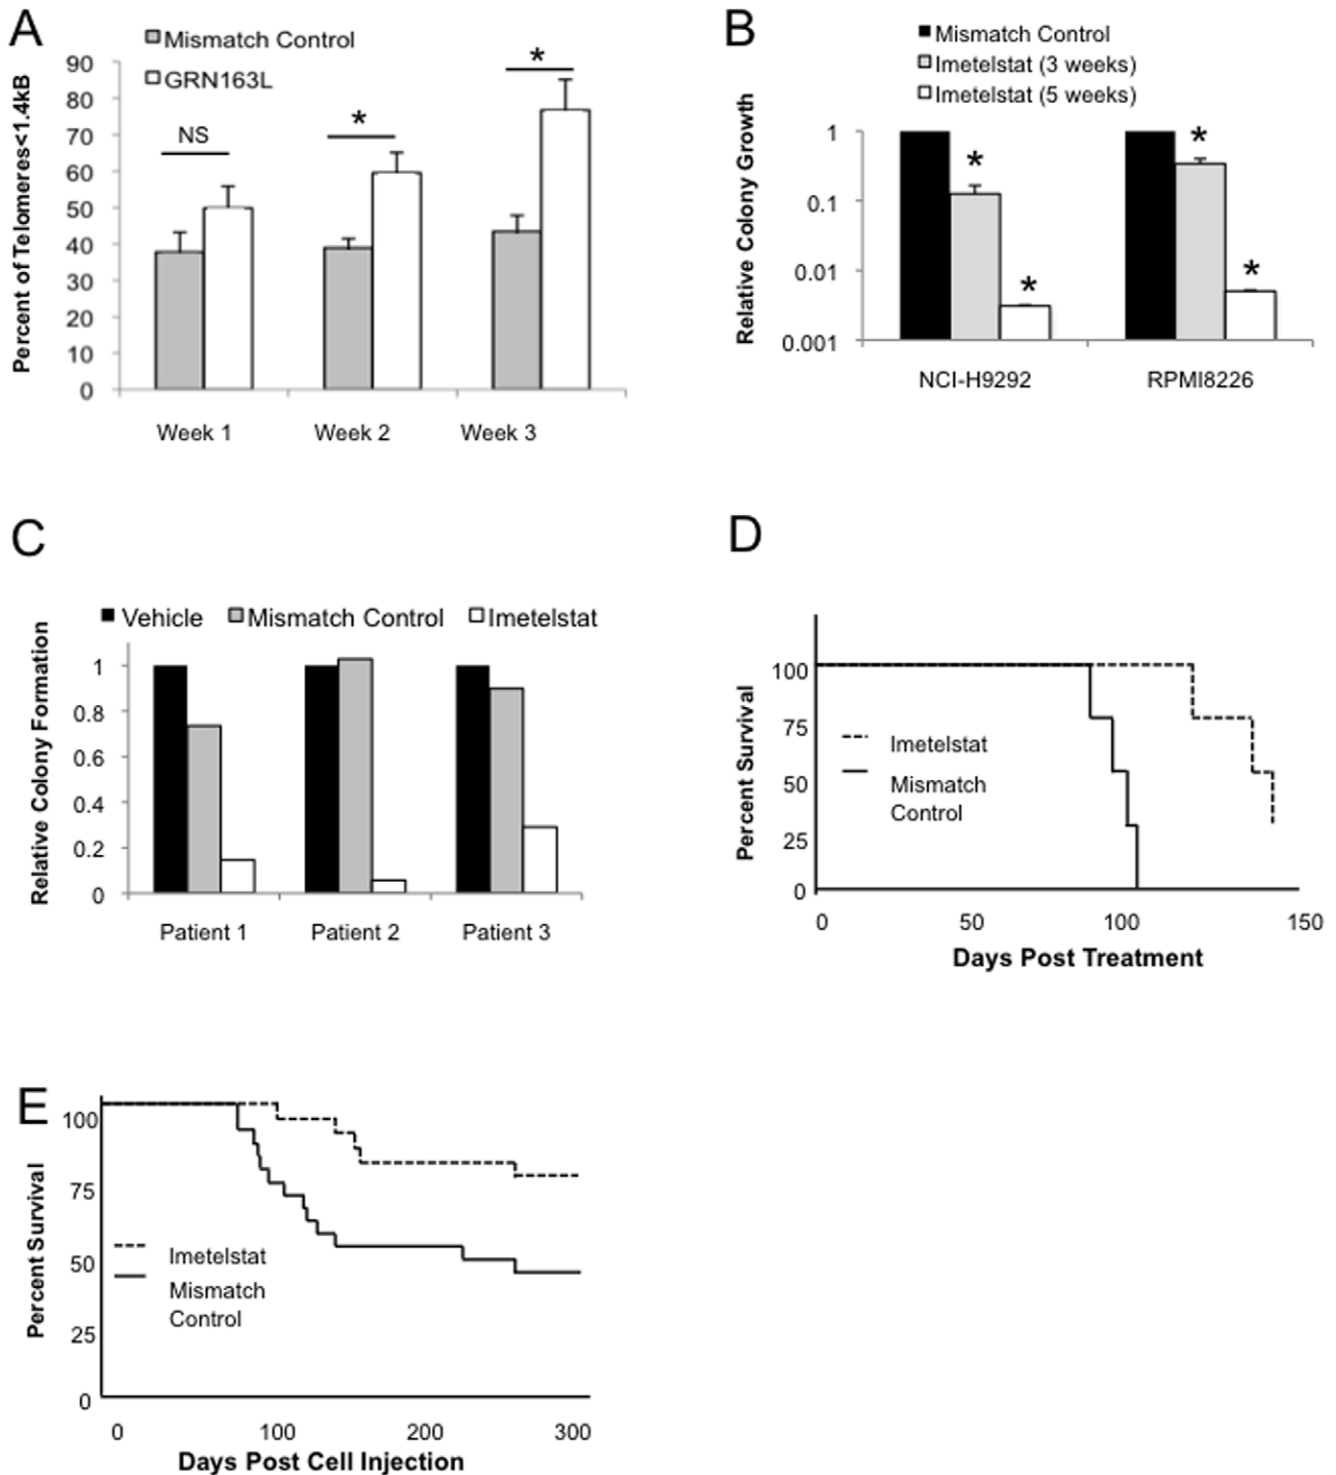 A
Mismatch Control
GRN163L
Percent of Telomeres<1.4kB
90
80
70
60
50
40
30
20
10
0
NS
*
*
Week 1
Week 2
Week 3
B
Mismatch Control
Imetelstat (3 weeks)
Imetelstat (5 weeks)
Relative Colony Growth
1
0.1
0.01
0.001
*
*
*
*
NCI-H9292
RPMI8226
C
Vehicle
Mismatch Control
Imetelstat
Relative Colony Formation
1
0.8
0.6
0.4
0.2
0
Patient 1
Patient 2
Patient 3
D
Percent Survival
100
75
50
25
0
Imetelstat
Mismatch
Control
0
50
100
150
Days Post Treatment
E
Percent Survival
100
75
50
25
0
Imetelstat
Mismatch
Control
0
100
200
300
Days Post Cell Injection